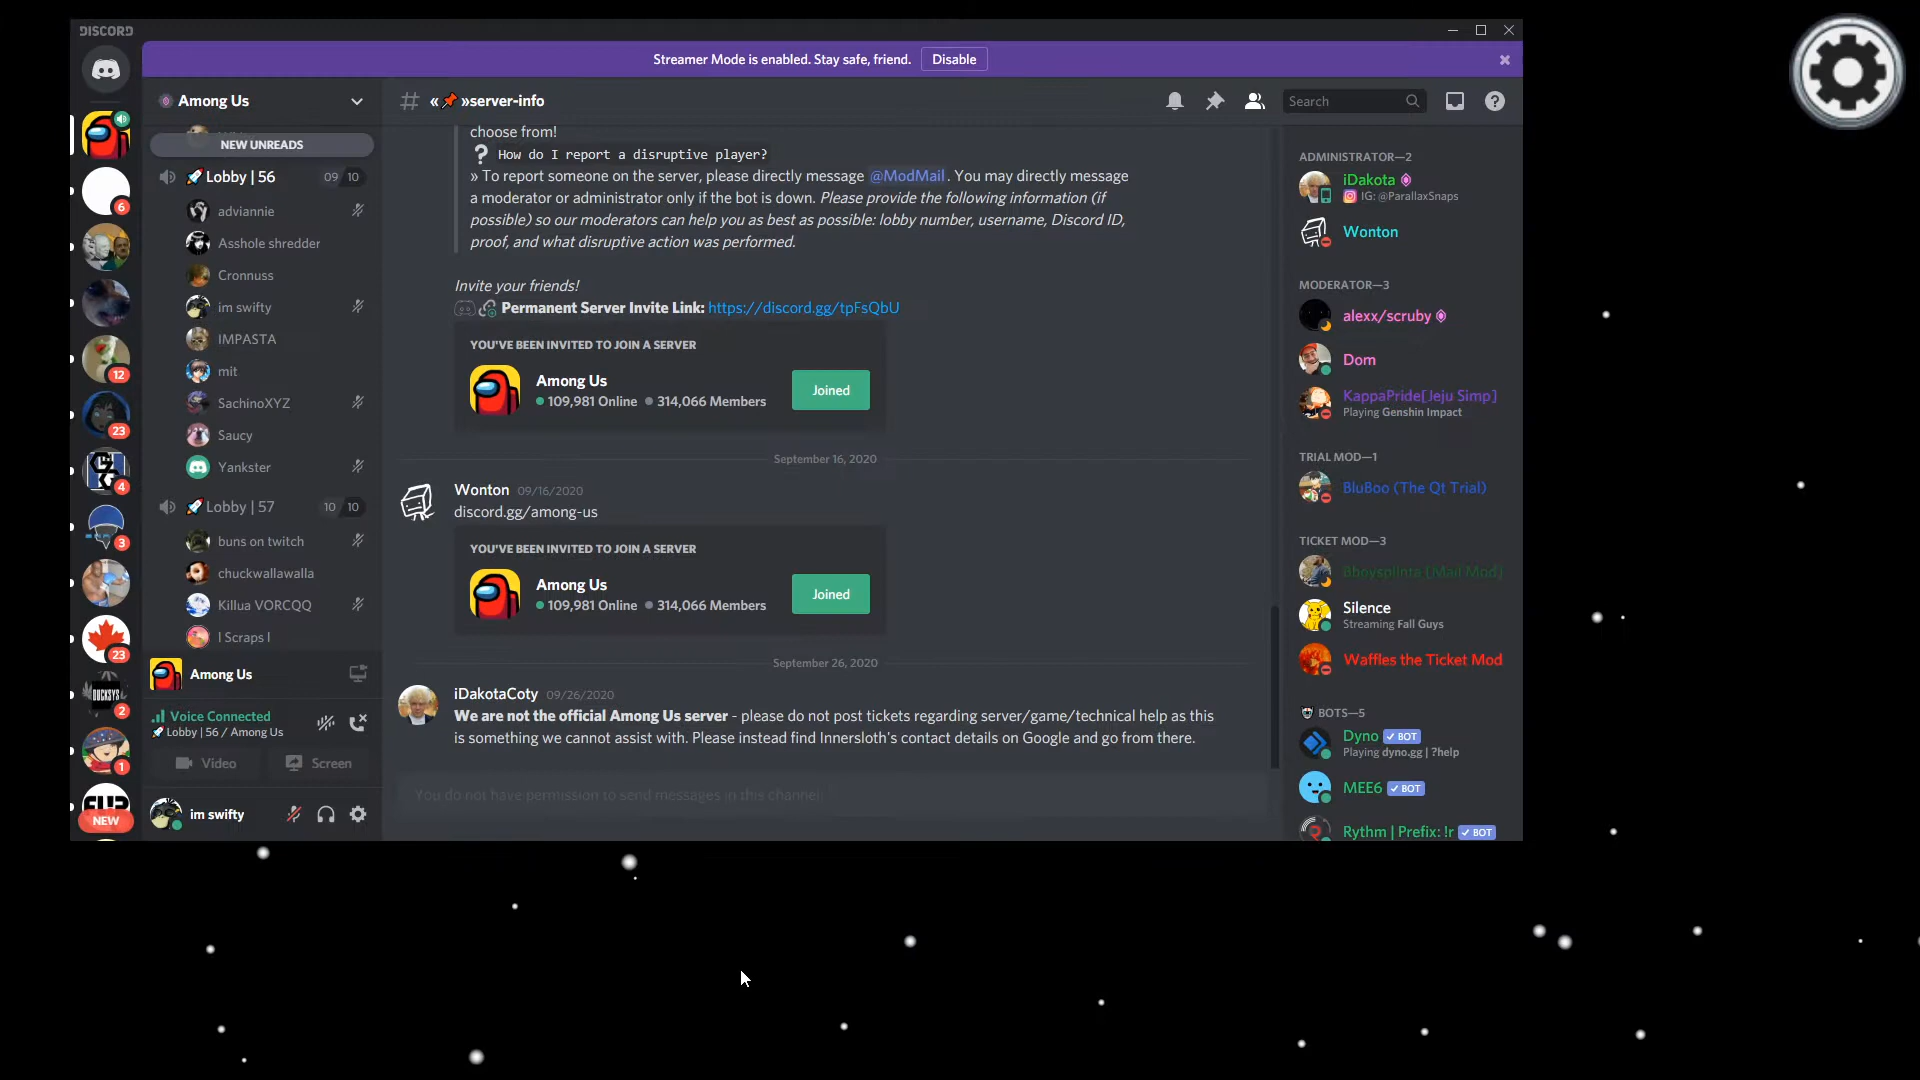 DISCORD
Streamer Mode is enabled. Stay safe, friend. Disable
Among Us
# «📌»server-info
Search
NEW UNREADS
🚀 Lobby | 56 09 10
adviannie
Asshole shredder
Cronnuss
im swifty
IMPASTA
mit
SachinoXYZ
Saucy
Yankster
🚀 Lobby | 57 10 10
buns on twitch
chuckwallawalla
Killua VORCQQ
l Scraps l
Among Us
Voice Connected
🚀 Lobby | 56 / Among Us
Video Screen
im swifty
6
12
23
4
3
23
DUCKSYS
2
1
NEW
choose from!
❔ How do I report a disruptive player?
» To report someone on the server, please directly message @ModMail. You may directly message
a moderator or administrator only if the bot is down. Please provide the following information (if
possible) so our moderators can help you as best as possible: lobby number, username, Discord ID,
proof, and what disruptive action was performed.
Invite your friends!
Permanent Server Invite Link: https://discord.gg/tpFsQbU
YOU'VE BEEN INVITED TO JOIN A SERVER
Among Us
109,981 Online 314,066 Members
Joined
September 16, 2020
Wonton 09/16/2020
discord.gg/among-us
YOU'VE BEEN INVITED TO JOIN A SERVER
Among Us
109,981 Online 314,066 Members
Joined
September 26, 2020
iDakotaCoty 09/26/2020
We are not the official Among Us server - please do not post tickets regarding server/game/technical help as this
is something we cannot assist with. Please instead find Innersloth's contact details on Google and go from there.
You do not have permission to send messages in this channel.
ADMINISTRATOR—2
iDakota
IG: @ParallaxSnaps
Wonton
MODERATOR—3
alexx/scruby
Dom
KappaPride[Jeju Simp]
Playing Genshin Impact
TRIAL MOD—1
BluBoo (The Qt Trial)
TICKET MOD—3
Bboysplinta [Mail Mod]
Silence
Streaming Fall Guys
Waffles the Ticket Mod
BOTS—5
Dyno ✓ BOT
Playing dyno.gg | ?help
MEE6 ✓ BOT
Rythm | Prefix: !r ✓ BOT